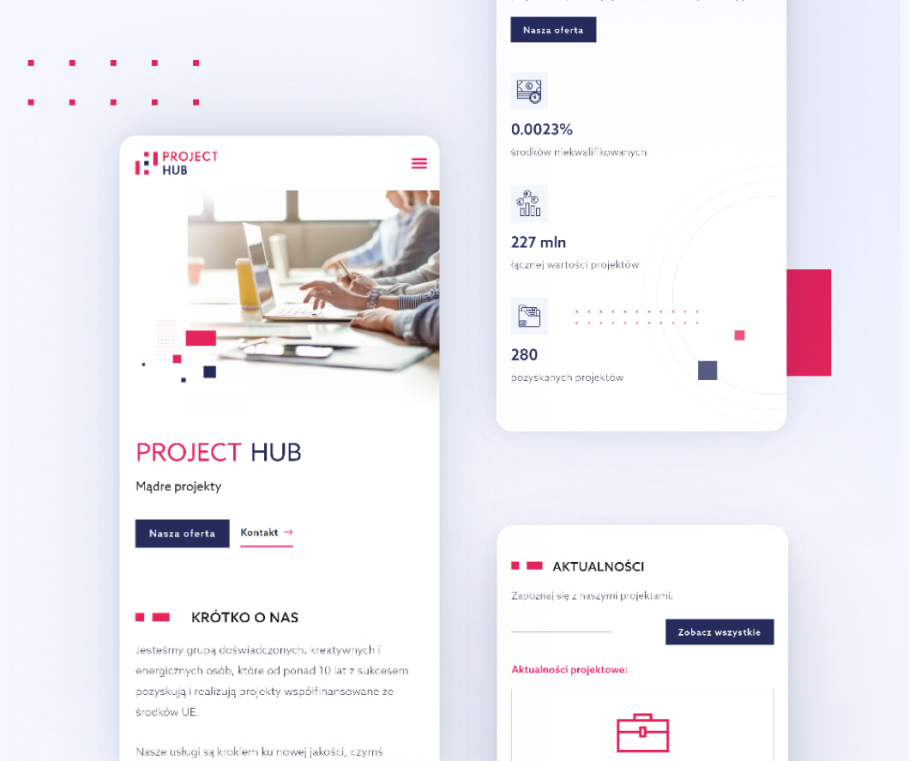 PROJECT
HUB
PROJECT HUB
Mądre projekty
Nasza oferta
Kontakt →
KRÓTKO O NAS
Jesteśmy grupą doświadczonych, kreatywnych i
energicznych osób, które od ponad 10 lat z sukcesem
pozyskują i realizują projekty współfinansowane ze
środków UE.
Nasze usługi są krokiem ku nowej jakości, czymś
Nasza oferta
0.0023%
środków niekwalifikowanych
227 mln
łącznej wartości projektów
280
pozyskanych projektów
AKTUALNOŚCI
Zapoznaj się z naszymi projektami.
Zobacz wszystkie
Aktualności projektowe: